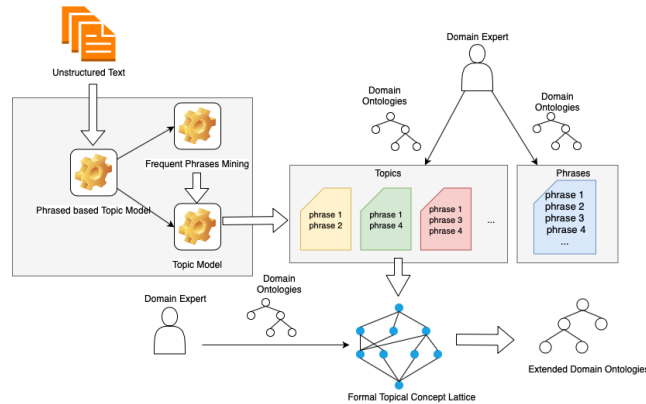 Unstructured Text
Domain Expert
Domain
Ontologies
Domain
Ontologies
Frequent Phrases Mining
Phrased based Topic Model
Topic Model
Topics
phrase 1
phrase 2
phrase 1
phrase 4
phrase 1
phrase 3
phrase 4
...
Phrases
phrase 1
phrase 2
phrase 3
phrase 4
...
Domain Expert
Domain
Ontologies
Formal Topical Concept Lattice
Extended Domain Ontologies